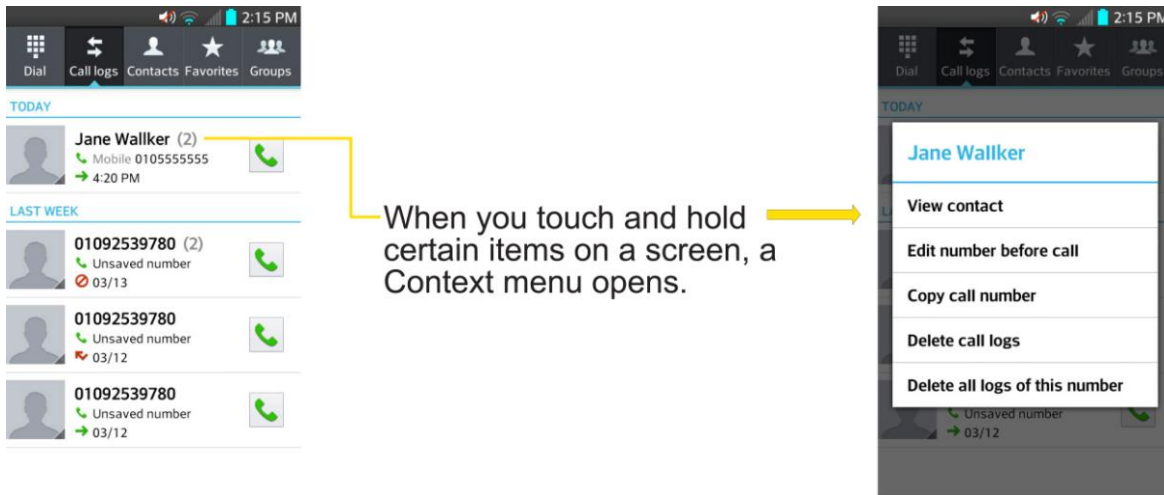 2:15 PM
Dial Call logs Contacts Favorites Groups
TODAY
Jane Wallker (2)
Mobile 0105555555
4:20 PM
LAST WEEK
01092539780 (2)
Unsaved number
03/13
01092539780
Unsaved number
03/12
01092539780
Unsaved number
03/12
When you touch and hold
certain items on a screen, a
Context menu opens.
2:15 PM
Dial Call logs Contacts Favorites Groups
TODAY
Jane Wallker
View contact
Edit number before call
Copy call number
Delete call logs
Delete all logs of this number
Unsaved number
03/12